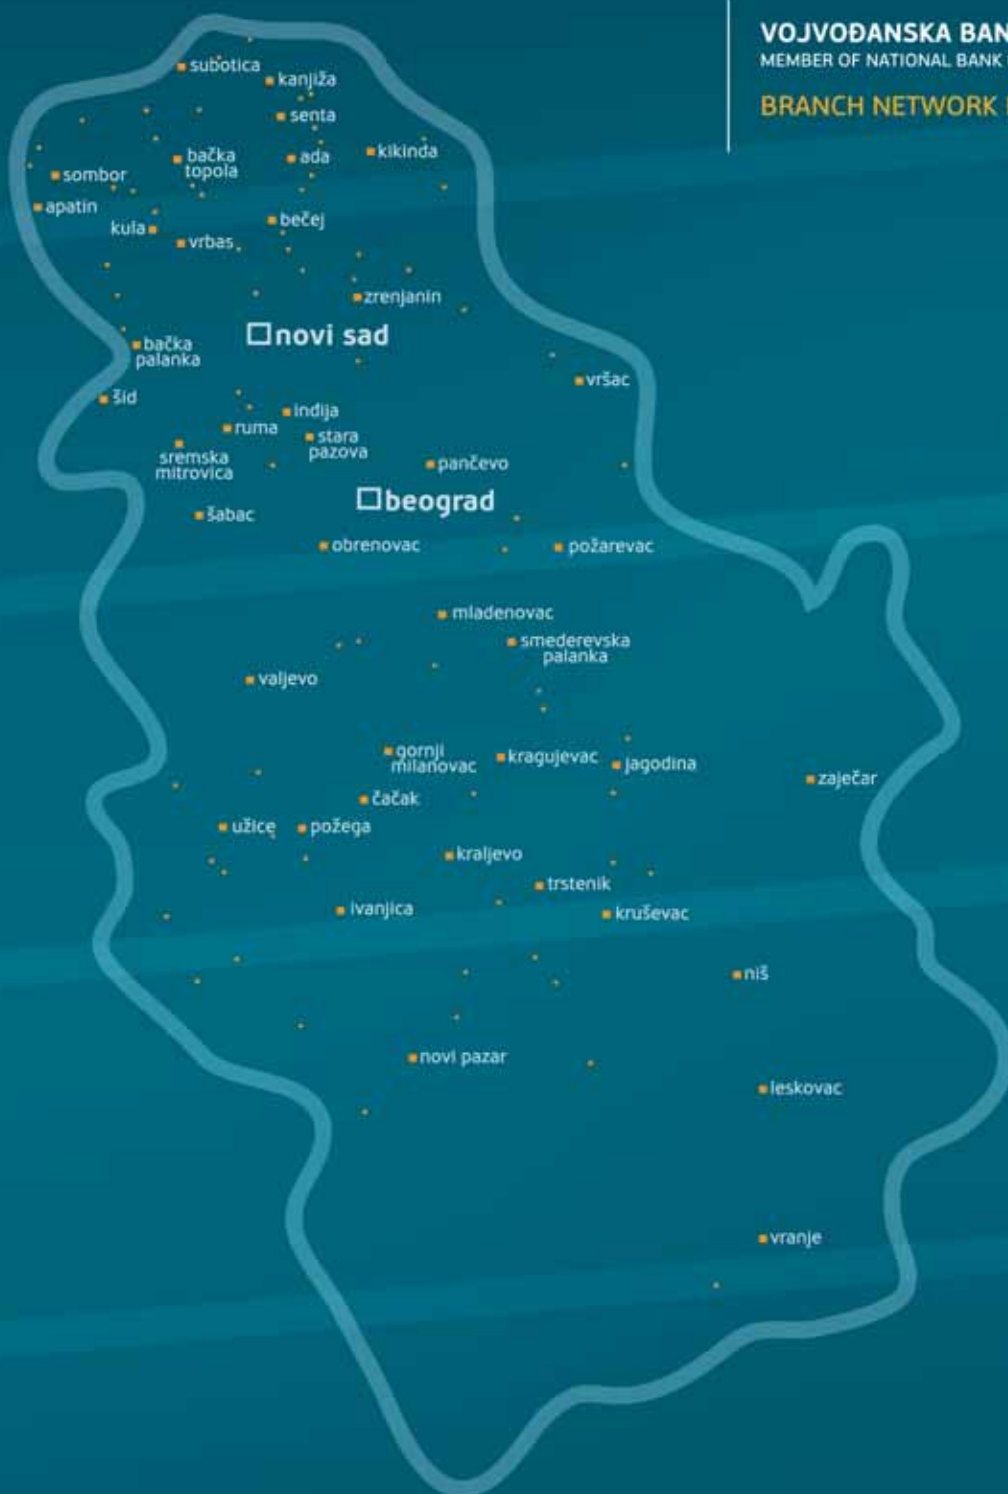 VOJVOĐANSKA BAN
MEMBER OF NATIONAL BANK
BRANCH NETWORK
subotica
kanjiža
senta
bačka
topola
ada
kikinda
sombor
apatin
kula
bečej
vrbas
zrenjanin
novi sad
bačka
palanka
vršac
šid
inđija
ruma
stara
pazova
sremska
mitrovica
pančevo
beograd
šabac
obrenovac
požarevac
mladenovac
smederevska
palanka
valjevo
gornji
milanovac
kragujevac
jagodina
zaječar
čačak
užice
požega
kraljevo
trstenik
ivanjica
kruševac
niš
novi pazar
leskovac
vranje